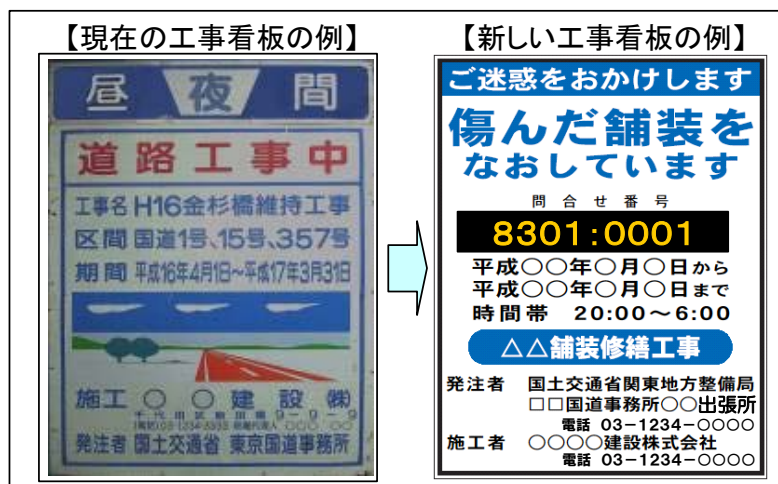 【現在の工事看板の例】
昼 夜 間
道路工事中
工事名 H16金杉橋維持工事
区間 国道1号、15号、357号
期間 平成16年4月1日～平成17年3月31日
施工 ○ ○ 建設 ㈱
千代田区飯田橋9-9-9
発注者 国土交通省 東京国道事務所
【新しい工事看板の例】
ご迷惑をおかけします
傷んだ舗装を
なおしています
問合せ番号
8301:0001
平成○○年○月○日から
平成○○年○月○日まで
時間帯 20:00～6:00
△△舗装修繕工事
発注者 国土交通省関東地方整備局
□□国道事務所○○出張所
電話 03-1234-○○○○
施工者 ○○○○建設株式会社
電話 03-1234-○○○○